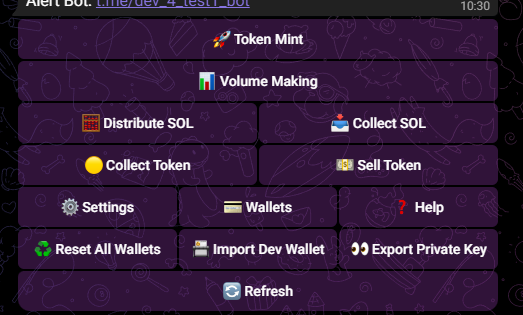 Alert Bot: t.me/dev_4_test1_bot
10:30
🚀 Token Mint
📊 Volume Making
🧮 Distribute SOL
📥 Collect SOL
🟡 Collect Token
💵 Sell Token
⚙️ Settings
💳 Wallets
❓ Help
♻️ Reset All Wallets
📇 Import Dev Wallet
👀 Export Private Key
🔄 Refresh